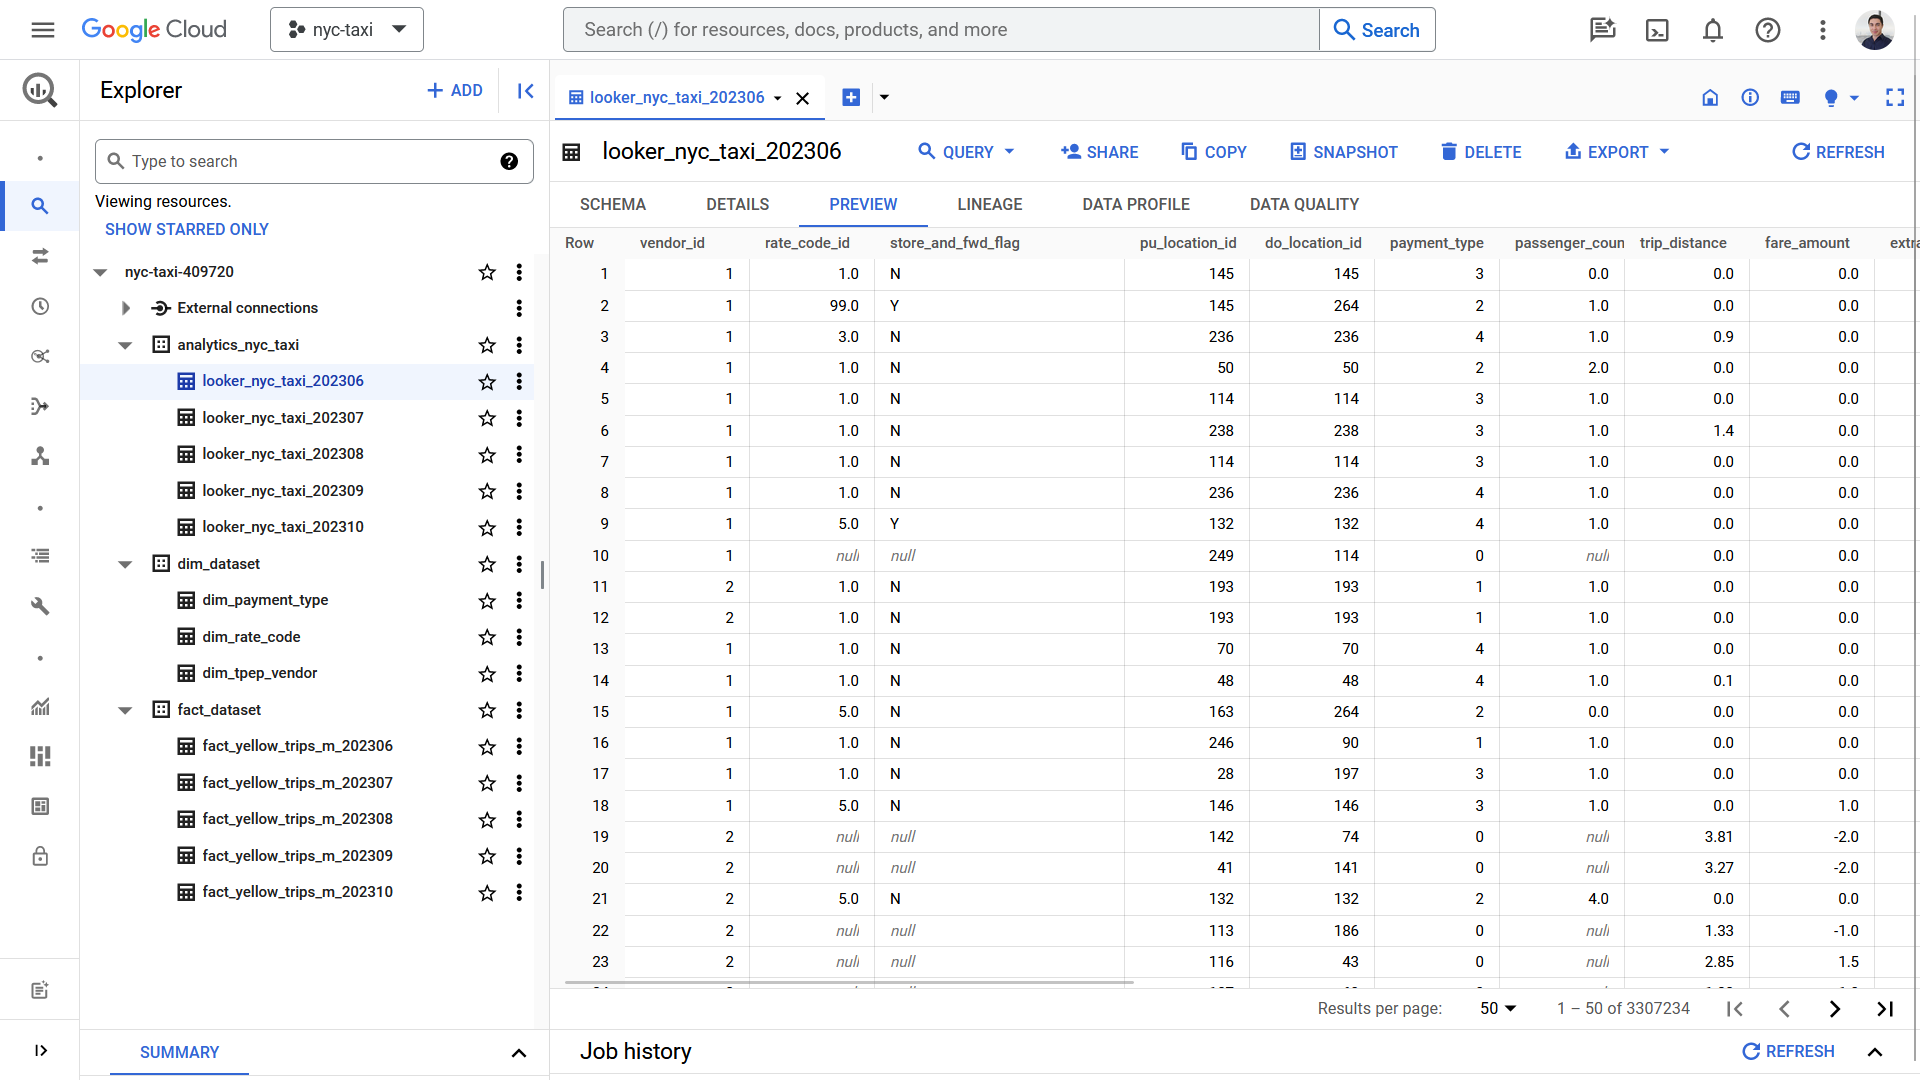 Google Cloud
nyc-taxi
Search (/) for resources, docs, products, and more
Search
Explorer
ADD
looker_nyc_taxi_202306
Type to search
Viewing resources.
SHOW STARRED ONLY
nyc-taxi-409720
External connections
analytics_nyc_taxi
looker_nyc_taxi_202306
looker_nyc_taxi_202307
looker_nyc_taxi_202308
looker_nyc_taxi_202309
looker_nyc_taxi_202310
dim_dataset
dim_payment_type
dim_rate_code
dim_tpep_vendor
fact_dataset
fact_yellow_trips_m_202306
fact_yellow_trips_m_202307
fact_yellow_trips_m_202308
fact_yellow_trips_m_202309
fact_yellow_trips_m_202310
SUMMARY
looker_nyc_taxi_202306
QUERY SHARE COPY SNAPSHOT DELETE EXPORT REFRESH
SCHEMA DETAILS PREVIEW LINEAGE DATA PROFILE DATA QUALITY
Row vendor_id rate_code_id store_and_fwd_flag pu_location_id do_location_id payment_type passenger_coun trip_distance fare_amount extra
1 1 1.0 N 145 145 3 0.0 0.0 0.0
2 1 99.0 Y 145 264 2 1.0 0.0 0.0
3 1 3.0 N 236 236 4 1.0 0.9 0.0
4 1 1.0 N 50 50 2 2.0 0.0 0.0
5 1 1.0 N 114 114 3 1.0 0.0 0.0
6 1 1.0 N 238 238 3 1.0 1.4 0.0
7 1 1.0 N 114 114 3 1.0 0.0 0.0
8 1 1.0 N 236 236 4 1.0 0.0 0.0
9 1 5.0 Y 132 132 4 1.0 0.0 0.0
10 1 null null 249 114 0 null 0.0 0.0
11 2 1.0 N 193 193 1 1.0 0.0 0.0
12 2 1.0 N 193 193 1 1.0 0.0 0.0
13 1 1.0 N 70 70 4 1.0 0.0 0.0
14 1 1.0 N 48 48 4 1.0 0.1 0.0
15 1 5.0 N 163 264 2 0.0 0.0 0.0
16 1 1.0 N 246 90 1 1.0 0.0 0.0
17 1 1.0 N 28 197 3 1.0 0.0 0.0
18 1 5.0 N 146 146 3 1.0 0.0 1.0
19 2 null null 142 74 0 null 3.81 -2.0
20 2 null null 41 141 0 null 3.27 -2.0
21 2 5.0 N 132 132 2 4.0 0.0 0.0
22 2 null null 113 186 0 null 1.33 -1.0
23 2 null null 116 43 0 null 2.85 1.5
Results per page: 50 1 – 50 of 3307234
Job history
REFRESH